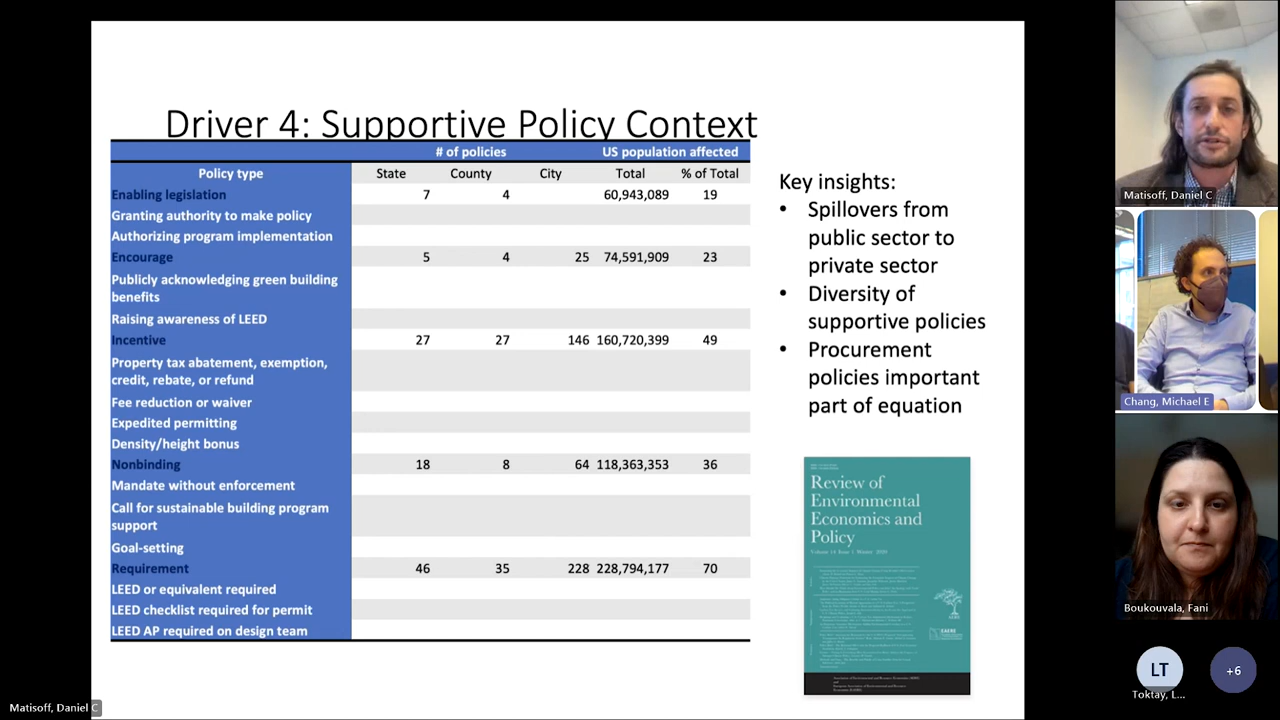 Driver 4: Supportive Policy Context
# of policies US population affected
Policy type State County City Total % of Total
Enabling legislation 7 4 60,943,089 19
Granting authority to make policy
Authorizing program implementation
Encourage 5 4 25 74,591,909 23
Publicly acknowledging green building
benefits
Raising awareness of LEED
Incentive 27 27 146 160,720,399 49
Property tax abatement, exemption,
credit, rebate, or refund
Fee reduction or waiver
Expedited permitting
Density/height bonus
Nonbinding 18 8 64 118,363,353 36
Mandate without enforcement
Call for sustainable building program
support
Goal-setting
Requirement 46 35 228 228,794,177 70
required
LEED checklist required for permit
required on design team
Key insights:
• Spillovers from
public sector to
private sector
• Diversity of
supportive policies
• Procurement
policies important
part of equation
Review of
Environmental
Economics and
Policy
Volume 14 Issue 1 Winter 2020
Matisoff, Daniel C
Chang, Michael E
Boukouvala, Fani
LT
Toktay, L...
+6
Matisoff, Daniel C